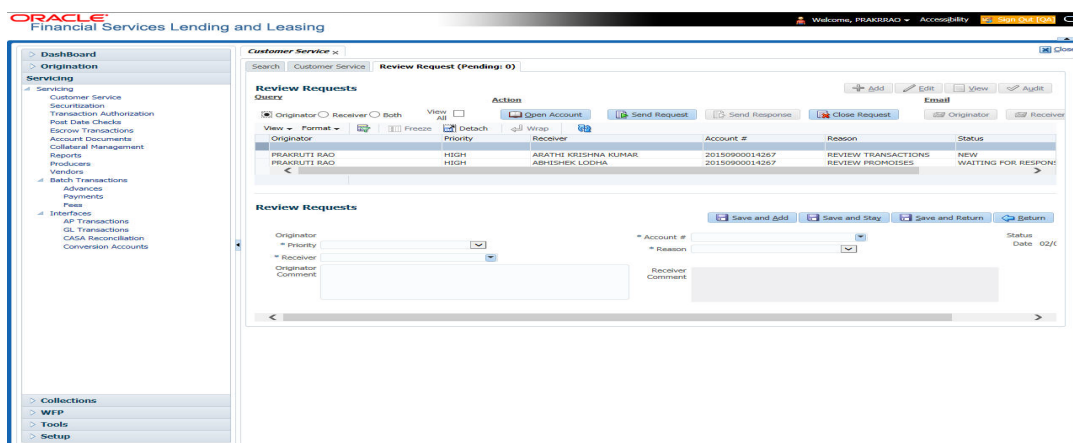 ORACLE
Financial Services Lending and Leasing
Welcome, PRAKRRAO Accessibility Sign Out [QA]
Close
DashBoard
Origination
Servicing
Servicing
Customer Service
Securitization
Transaction Authorization
Post Date Checks
Escrow Transactions
Account Documents
Collateral Management
Reports
Producers
Vendors
Batch Transactions
Advances
Payments
Fees
Interfaces
AP Transactions
GL Transactions
CASA Reconciliation
Conversion Accounts
Collections
WFP
Tools
Setup
Customer Service
Search Customer Service Review Request (Pending: 0)
Review Requests
Add Edit View Audit
Query Action Email
Originator Receiver Both View All Open Account Send Request Send Response Close Request Originator Receiver
View Format Freeze Detach Wrap
Originator Priority Receiver Account # Reason Status
PRAKRUTI RAO HIGH ARATHI KRISHNA KUMAR 20150900014267 REVIEW TRANSACTIONS NEW
PRAKRUTI RAO HIGH ABHISHEK LODHA 20150900014267 REVIEW PROMOISES WAITING FOR RESPONS
Review Requests
Save and Add Save and Stay Save and Return Return
Originator * Account # Status
* Priority * Reason Date 02/0
* Receiver
Originator Comment Receiver Comment